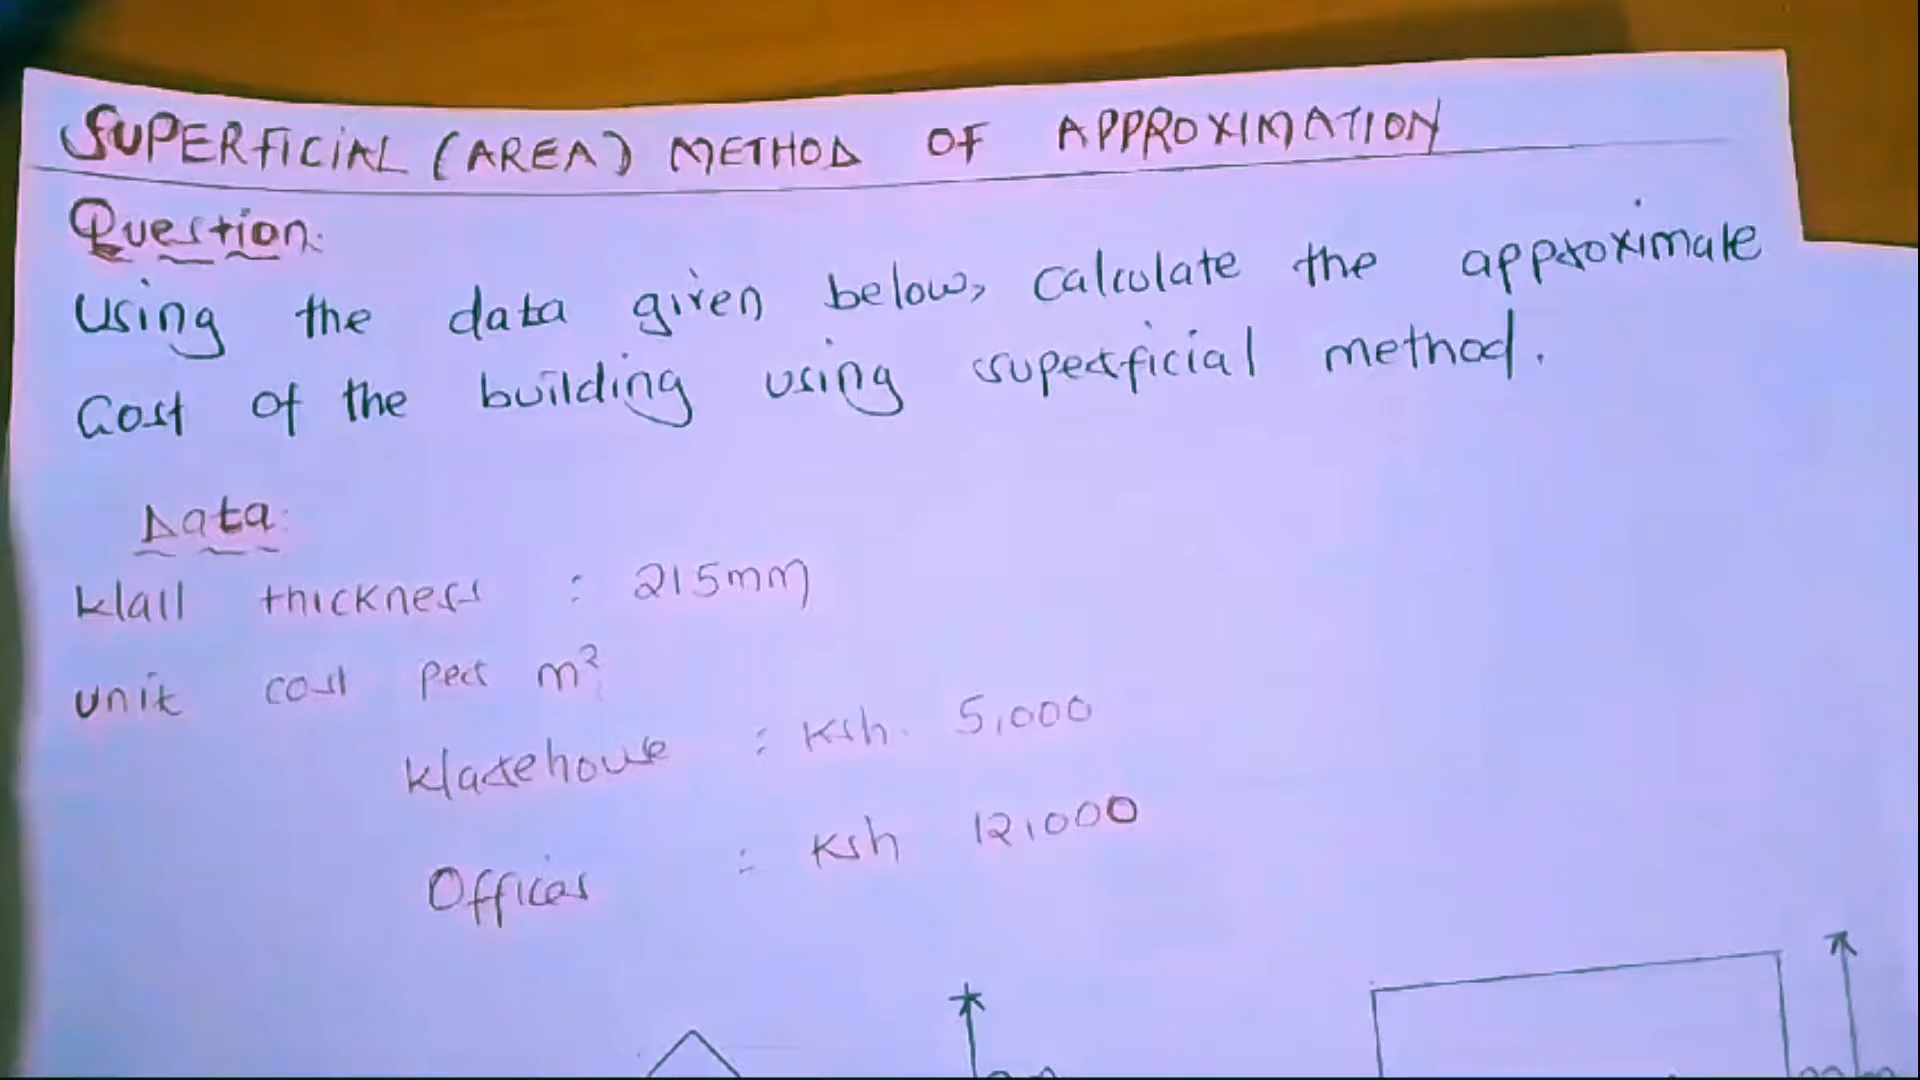 SUPERFICIAL (AREA) METHOD OF APPROXIMATION
Question:
Using the data given below, calculate the approximate
Cost of the building using superficial method.
Data:
Wall thickness : 215mm
Unit cost per m²
Warehouse : Ksh. 5,000
Offices : Ksh 12,000